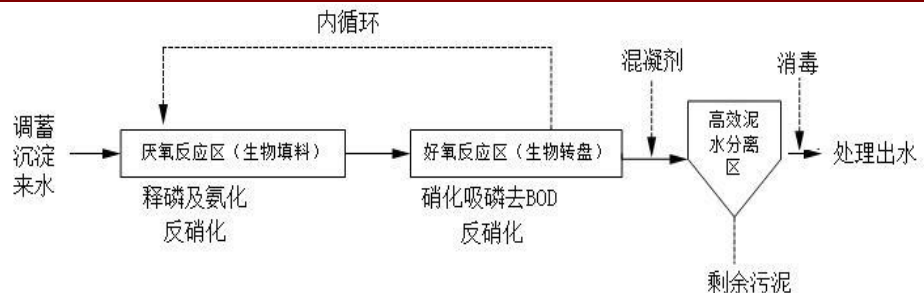 内循环
混凝剂
消毒
调蓄
沉淀
来水
厌氧反应区（生物填料）
好氧反应区（生物转盘）
高效泥
水分离
区
处理出水
释磷及氨化
反硝化
硝化吸磷去BOD
反硝化
剩余污泥